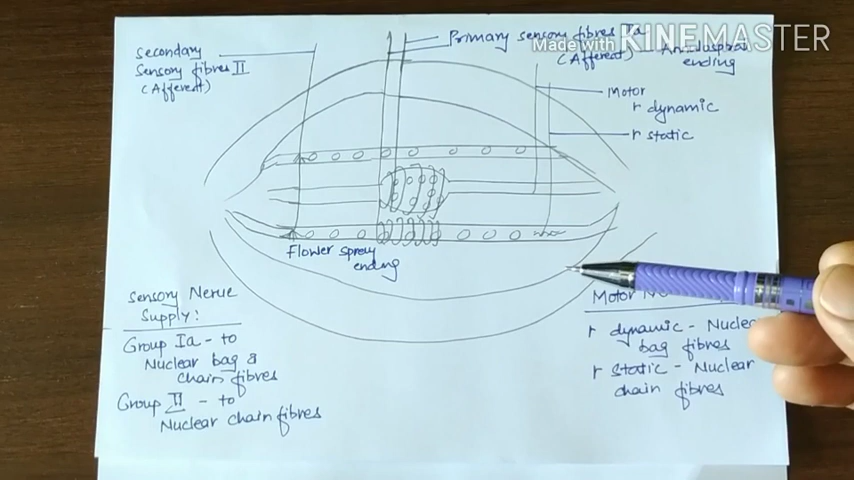 Secondary
Sensory fibres II
(Afferent)
Primary sensory fibres Ia
(Afferent)
ending
Made with KINEMASTER
Motor
r dynamic
r static
Flower spray
ending
Sensory Nerve
Supply:
Group Ia - to
Nuclear bag &
chain fibres
Group II - to
Nuclear chain fibres
Motor
r dynamic - Nuclea
bag fibres
r static - Nuclear
chain fibres